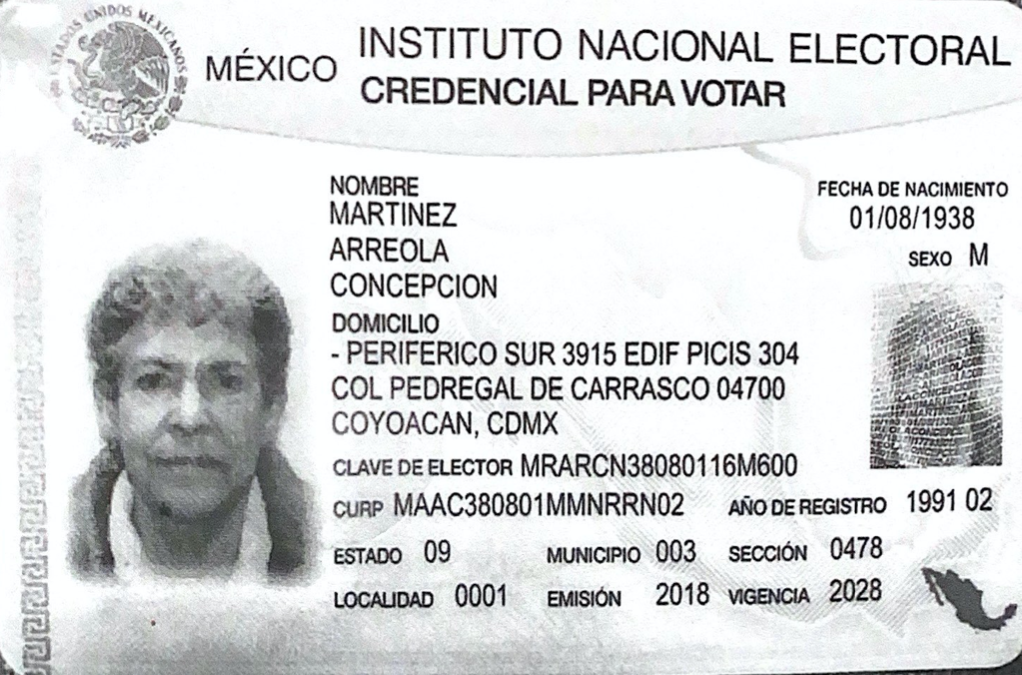 ESTADOS UNIDOS MEXICANOS
MÉXICO
INSTITUTO NACIONAL ELECTORAL
CREDENCIAL PARA VOTAR
NOMBRE
MARTINEZ
ARREOLA
CONCEPCION
FECHA DE NACIMIENTO
01/08/1938
SEXO M
DOMICILIO
- PERIFERICO SUR 3915 EDIF PICIS 304
COL PEDREGAL DE CARRASCO 04700
COYOACAN, CDMX
CLAVE DE ELECTOR MRARCN38080116M600
CURP MAAC380801MMNRRN02 AÑO DE REGISTRO 1991 02
ESTADO 09 MUNICIPIO 003 SECCIÓN 0478
LOCALIDAD 0001 EMISIÓN 2018 VIGENCIA 2028